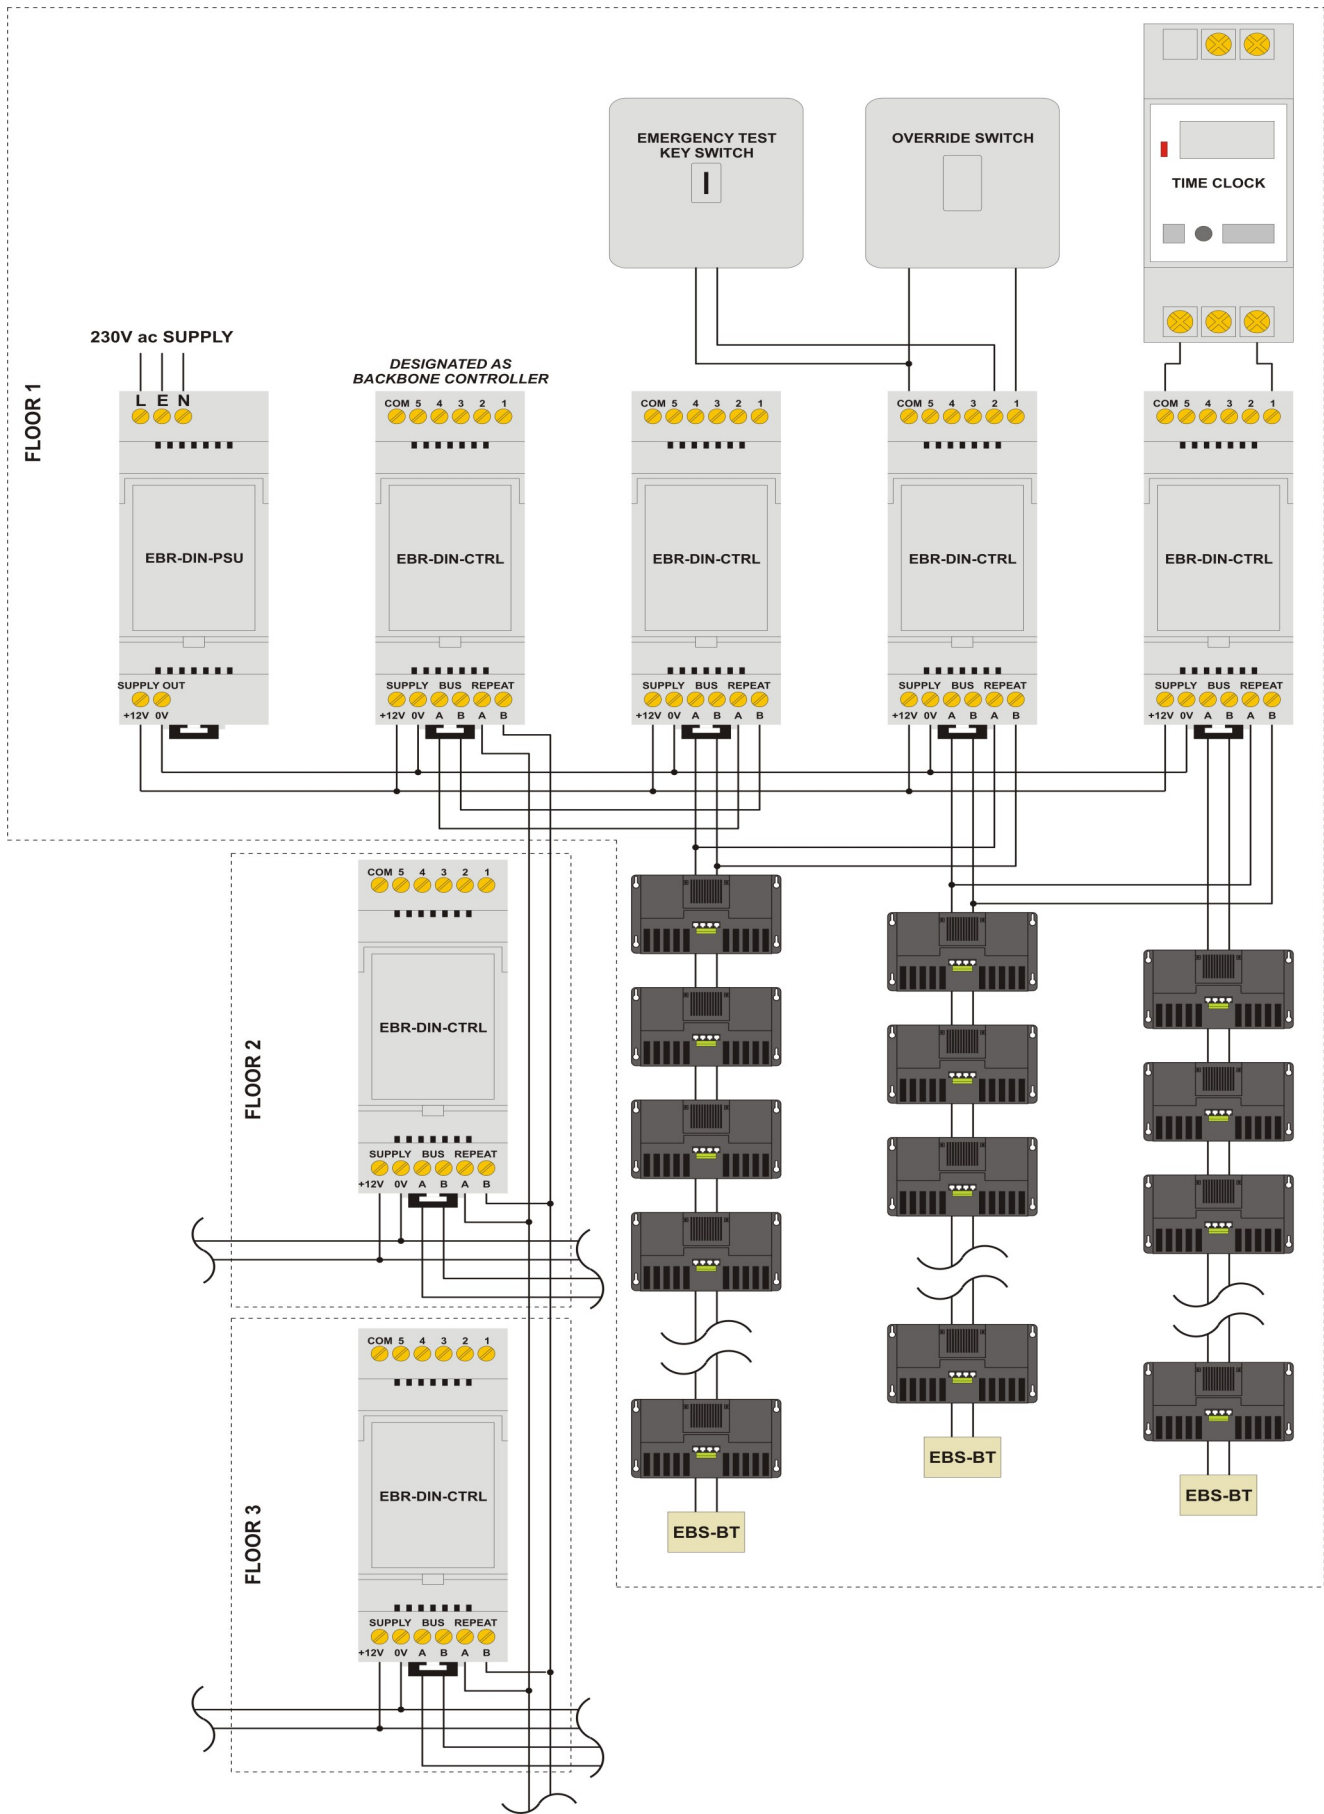 EMERGENCY TEST
KEY SWITCH
OVERRIDE SWITCH
TIME CLOCK
FLOOR 1
230V ac SUPPLY
L E N
DESIGNATED AS
BACKBONE CONTROLLER
COM 5 4 3 2 1
COM 5 4 3 2 1
COM 5 4 3 2 1
COM 5 4 3 2 1
EBR-DIN-PSU
EBR-DIN-CTRL
EBR-DIN-CTRL
EBR-DIN-CTRL
EBR-DIN-CTRL
SUPPLY OUT
+12V 0V
SUPPLY BUS REPEAT
+12V 0V A B A B
SUPPLY BUS REPEAT
+12V 0V A B A B
SUPPLY BUS REPEAT
+12V 0V A B A B
SUPPLY BUS REPEAT
+12V 0V A B A B
FLOOR 2
COM 5 4 3 2 1
EBR-DIN-CTRL
SUPPLY BUS REPEAT
+12V 0V A B A B
FLOOR 3
COM 5 4 3 2 1
EBR-DIN-CTRL
SUPPLY BUS REPEAT
+12V 0V A B A B
EBS-BT
EBS-BT
EBS-BT